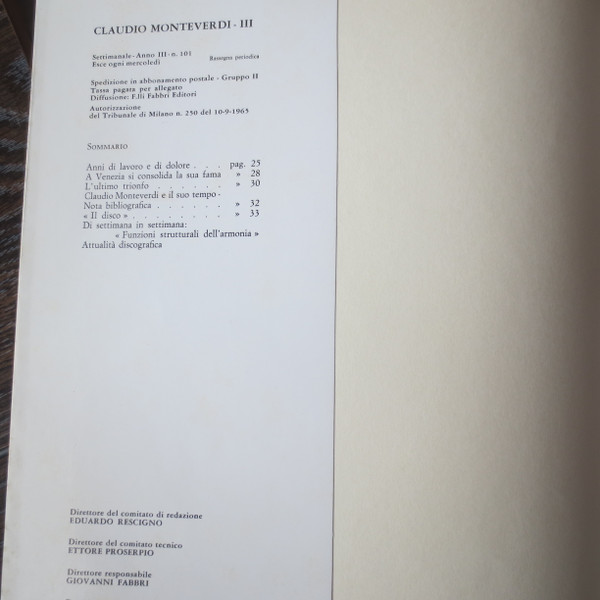 CLAUDIO MONTEVERDI - III
Settimanale - Anno III - n. 101 Rassegna periodica
Esce ogni mercoledì
Spedizione in abbonamento postale - Gruppo II
Tassa pagata per allegato
Diffusione: F.lli Fabbri Editori
Autorizzazione
del Tribunale di Milano n. 250 del 10-9-1965
SOMMARIO
Anni di lavoro e di dolore . . . pag. 25
A Venezia si consolida la sua fama » 28
L'ultimo trionfo . . . . . . » 30
Claudio Monteverdi e il suo tempo -
Nota bibliografica . . . . . . » 32
« Il disco » . . . . . . . . » 33
Di settimana in settimana:
« Funzioni strutturali dell'armonia »
Attualità discografica
Direttore del comitato di redazione
EDUARDO RESCIGNO
Direttore del comitato tecnico
ETTORE PROSERPIO
Direttore responsabile
GIOVANNI FABBRI